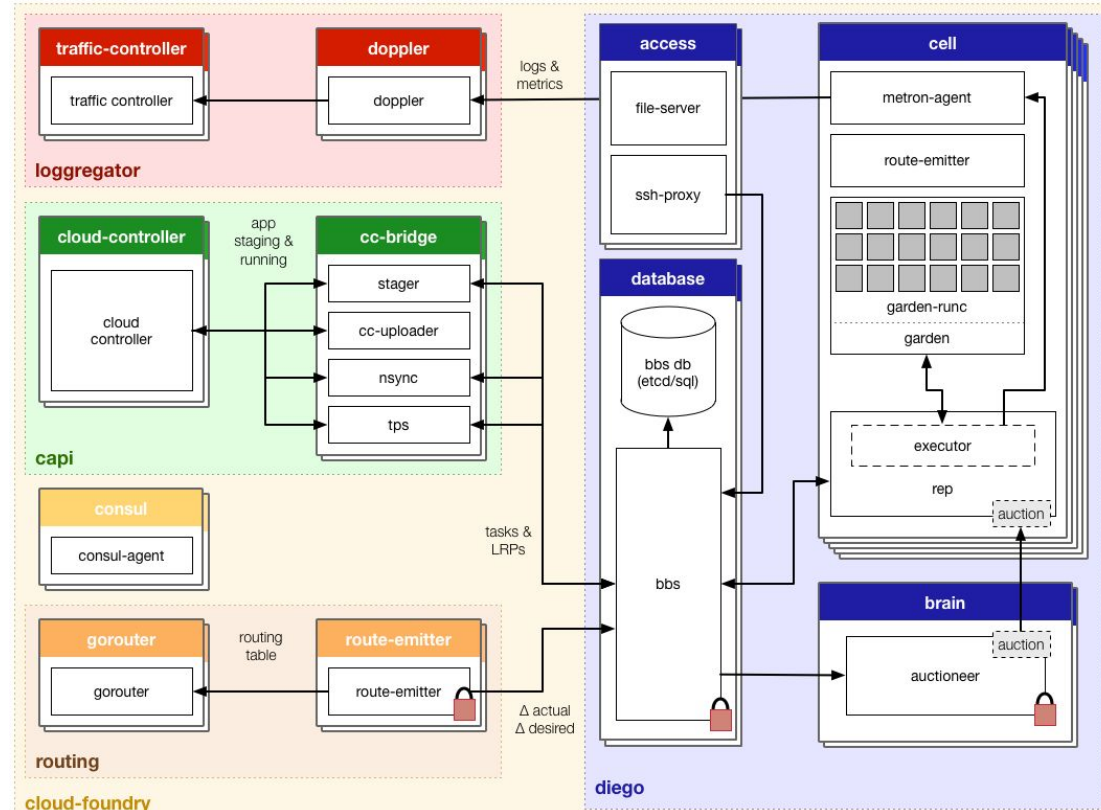 traffic-controller
traffic controller
doppler
doppler
logs &
metrics
loggregator
access
file-server
ssh-proxy
cell
metron-agent
route-emitter
garden-runc
garden
executor
rep
auction
cloud-controller
cloud
controller
app
staging &
running
cc-bridge
stager
cc-uploader
nsync
tps
capi
database
bbs db
(etcd/sql)
bbs
consul
consul-agent
tasks &
LRPs
gorouter
gorouter
routing
table
route-emitter
route-emitter
Δ actual
Δ desired
routing
brain
auction
auctioneer
diego
cloud-foundry